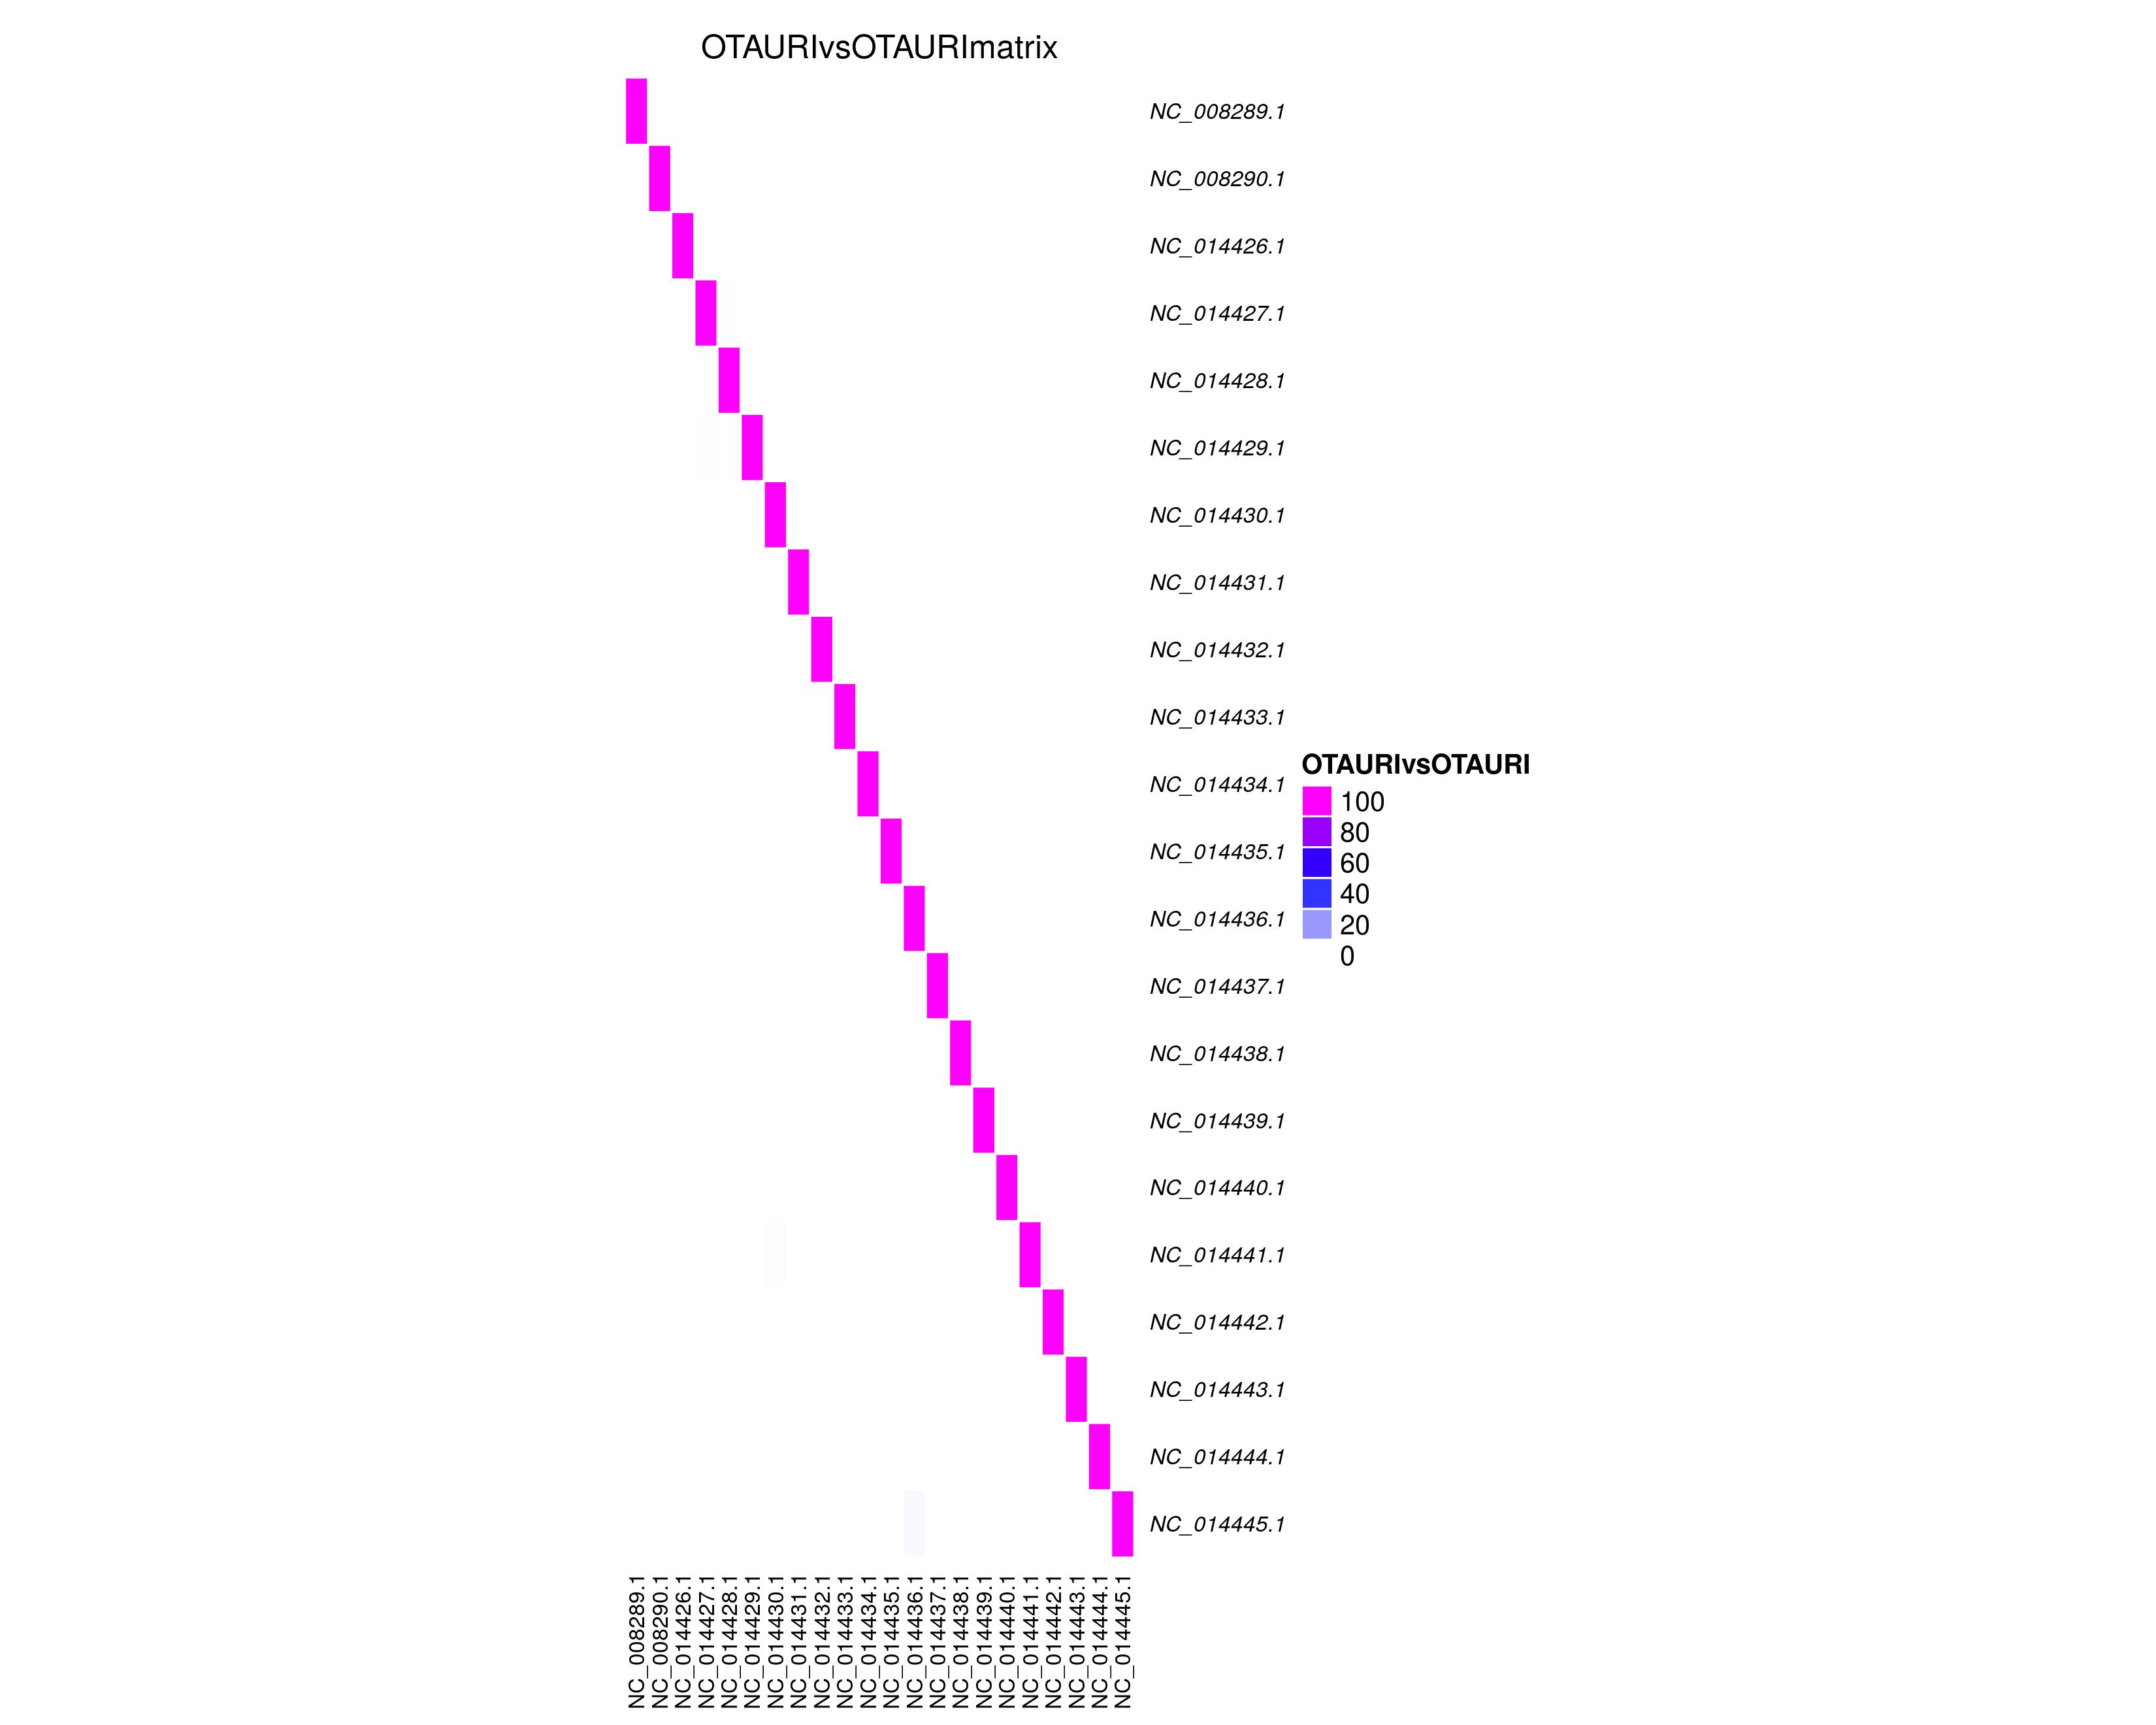 OTAURIvsOTAURImatrix
NC_008289.1
NC_008290.1
NC_014426.1
NC_014427.1
NC_014428.1
NC_014429.1
NC_014430.1
NC_014431.1
NC_014432.1
NC_014433.1
NC_014434.1
NC_014435.1
NC_014436.1
NC_014437.1
NC_014438.1
NC_014439.1
NC_014440.1
NC_014441.1
NC_014442.1
NC_014443.1
NC_014444.1
NC_014445.1
OTAURIvsOTAURI
100
80
60
40
20
0
NC_008289.1
NC_008290.1
NC_014426.1
NC_014427.1
NC_014428.1
NC_014429.1
NC_014430.1
NC_014431.1
NC_014432.1
NC_014433.1
NC_014434.1
NC_014435.1
NC_014436.1
NC_014437.1
NC_014438.1
NC_014439.1
NC_014440.1
NC_014441.1
NC_014442.1
NC_014443.1
NC_014444.1
NC_014445.1